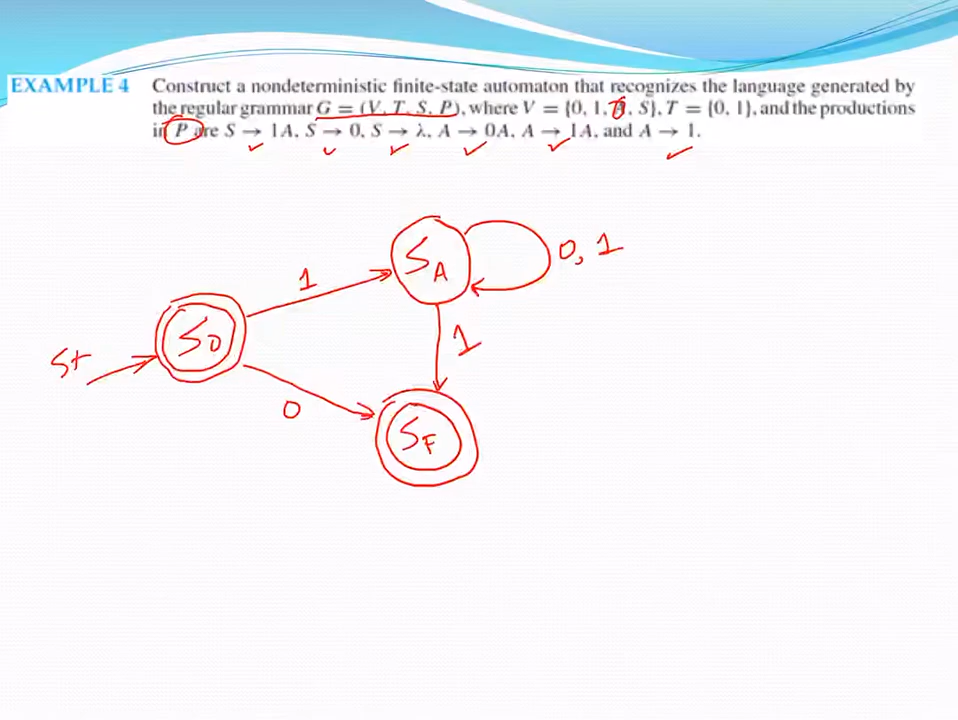 EXAMPLE 4 Construct a nondeterministic finite-state automaton that recognizes the language generated by
the regular grammar G = (V, T, S, P), where V = {0, 1, A, S}, T = {0, 1}, and the productions
in P are S → 1A, S → 0, S → λ, A → 0A, A → 1A, and A → 1.
S_A
0, 1
1
S_0
St
1
0
S_F